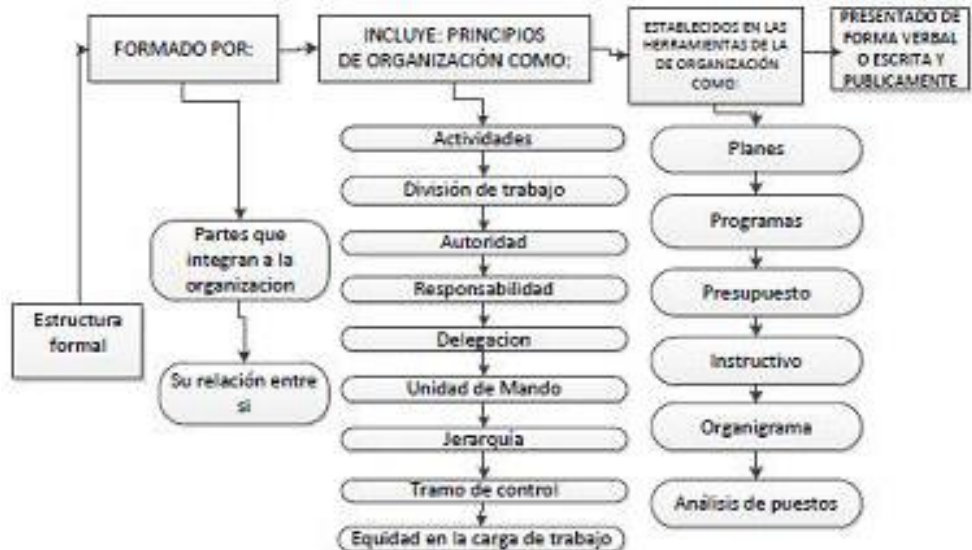 FORMADO POR:
INCLUYE: PRINCIPIOS
DE ORGANIZACIÓN COMO:
ESTABLECIDOS EN LAS
HERRAMIENTAS DE LA
DE ORGANIZACIÓN
COMO:
PRESENTADO DE
FORMA VERBAL
O ESCRITA Y
PUBLICAMENTE
Estructura
formal
Partes que
integran a la
organizacion
Su relación entre
si
Actividades
División de trabajo
Autoridad
Responsabilidad
Delegacion
Unidad de Mando
Jerarquia
Tramo de control
Equidad en la carga de trabajo
Planes
Programas
Presupuesto
Instructivo
Organigrama
Análisis de puestos